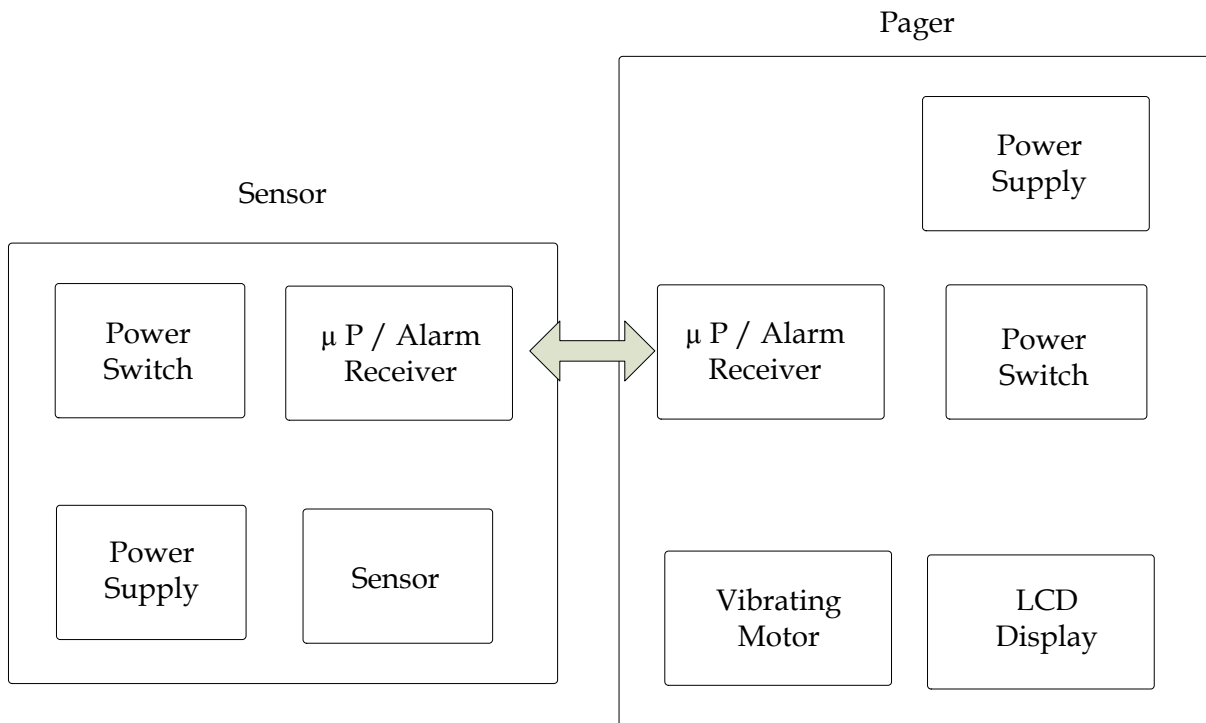 Pager
Power
Supply
Sensor
Power
Switch
µ P / Alarm
Receiver
µ P / Alarm
Receiver
Power
Switch
Power
Supply
Sensor
Vibrating
Motor
LCD
Display